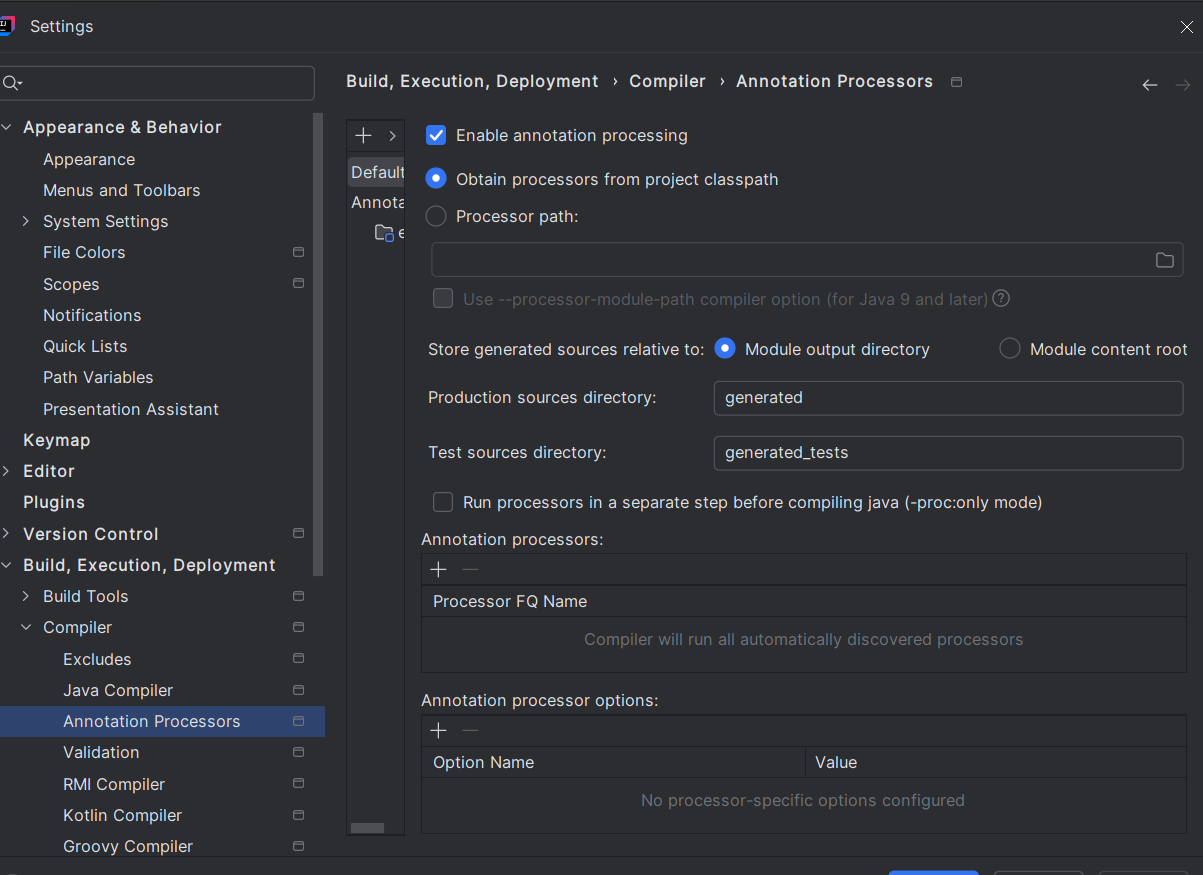 Settings
Build, Execution, Deployment › Compiler › Annotation Processors
Appearance & Behavior
Appearance
Menus and Toolbars
System Settings
File Colors
Scopes
Notifications
Quick Lists
Path Variables
Presentation Assistant
Keymap
Editor
Plugins
Version Control
Build, Execution, Deployment
Build Tools
Compiler
Excludes
Java Compiler
Annotation Processors
Validation
RMI Compiler
Kotlin Compiler
Groovy Compiler
Default
Annota
e
Enable annotation processing
Obtain processors from project classpath
Processor path:
Use --processor-module-path compiler option (for Java 9 and later) ?
Store generated sources relative to: Module output directory Module content root
Production sources directory: generated
Test sources directory: generated_tests
Run processors in a separate step before compiling java (-proc:only mode)
Annotation processors:
Processor FQ Name
Compiler will run all automatically discovered processors
Annotation processor options:
Option Name Value
No processor-specific options configured